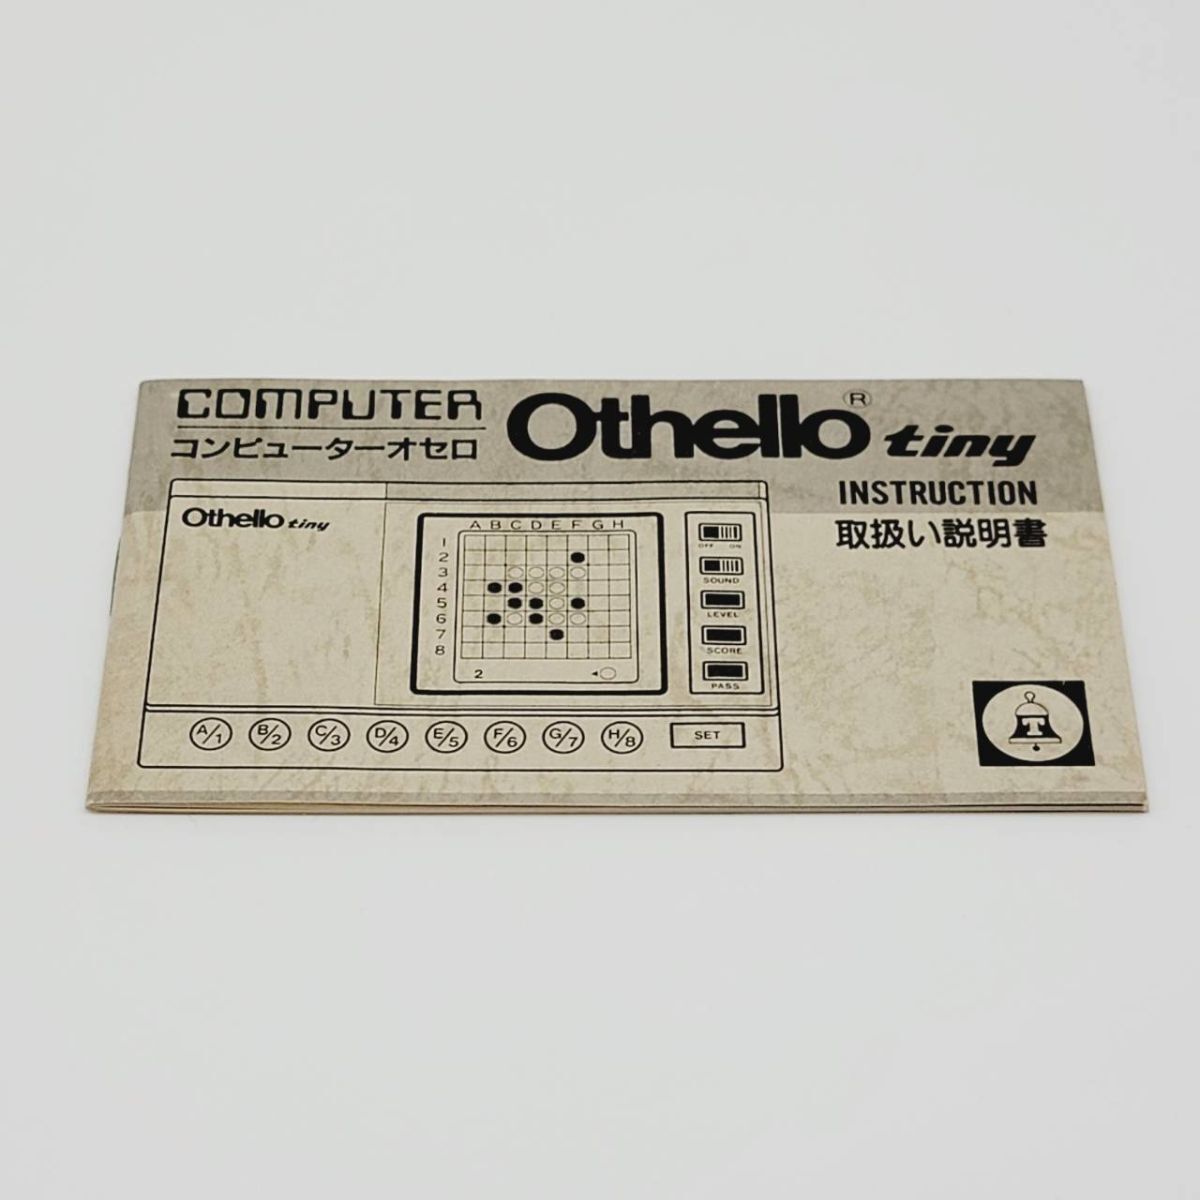 COMPUTER
コンピューターオセロ
Othello® tiny
INSTRUCTION
取扱い説明書
Othello tiny
A B C D E F G H
1
2
3
4
5
6
7
8
2
OFF ON
SOUND
LEVEL
SCORE
PASS
A/1 B/2 C/3 D/4 E/5 F/6 G/7 H/8 SET
T